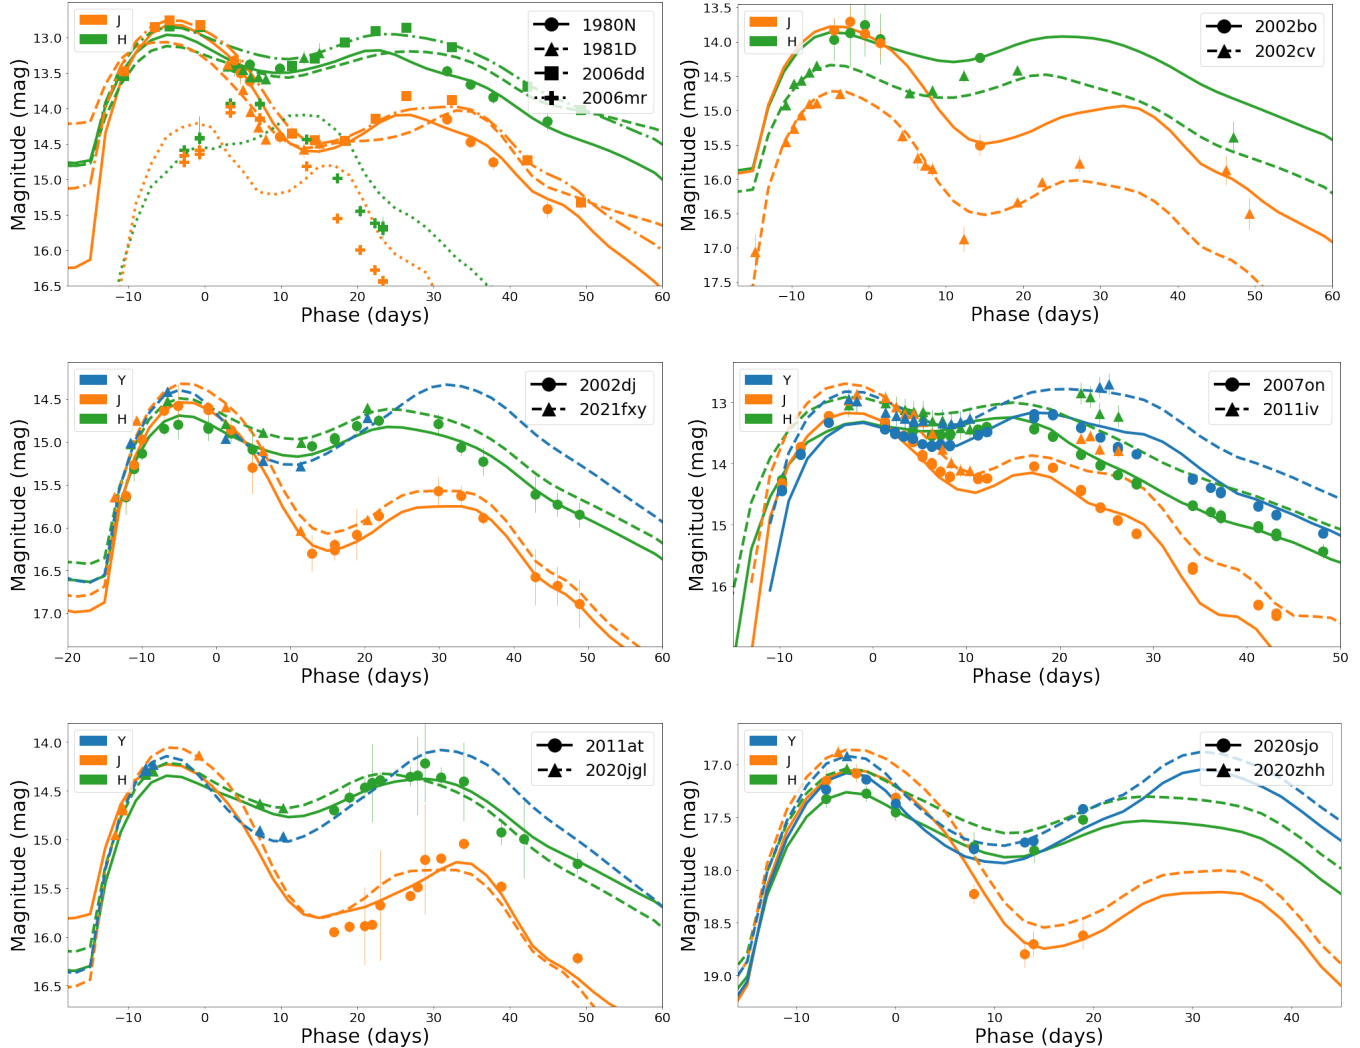 J
H
1980N
1981D
2006dd
2006mr
13.0
13.5
14.0
14.5
15.0
15.5
16.0
16.5
Magnitude (mag)
−10 0 10 20 30 40 50 60
Phase (days)
J
H
2002bo
2002cv
13.5
14.0
14.5
15.0
15.5
16.0
16.5
17.0
17.5
Magnitude (mag)
−10 0 10 20 30 40 50 60
Phase (days)
Y
J
H
2002dj
2021fxy
14.5
15.0
15.5
16.0
16.5
17.0
Magnitude (mag)
−20 −10 0 10 20 30 40 50 60
Phase (days)
Y
J
H
2007on
2011iv
13
14
15
16
Magnitude (mag)
−10 0 10 20 30 40 50
Phase (days)
Y
J
H
2011at
2020jgl
14.0
14.5
15.0
15.5
16.0
16.5
Magnitude (mag)
−10 0 10 20 30 40 50 60
Phase (days)
Y
J
H
2020sjo
2020zhh
17.0
17.5
18.0
18.5
19.0
Magnitude (mag)
−10 0 10 20 30 40
Phase (days)